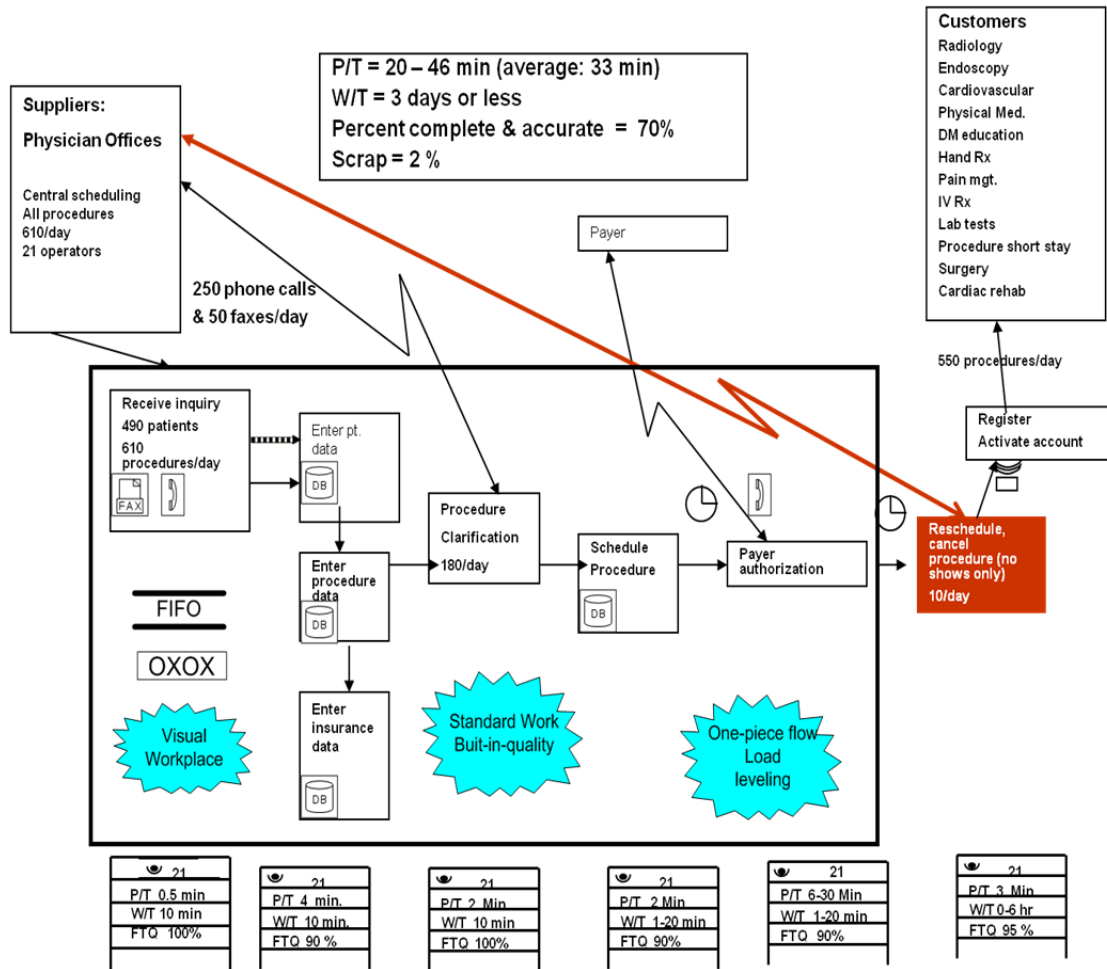 Customers
Radiology
Endoscopy
Cardiovascular
Physical Med.
DM education
Hand Rx
Pain mgt.
IV Rx
Lab tests
Procedure short stay
Surgery
Cardiac rehab
P/T = 20 – 46 min (average: 33 min)
W/T = 3 days or less
Percent complete & accurate = 70%
Scrap = 2 %
Suppliers:
Physician Offices
Central scheduling
All procedures
610/day
21 operators
Payer
250 phone calls
& 50 faxes/day
550 procedures/day
Register
Activate account
Receive inquiry
490 patients
610
procedures/day
FAX
Enter pt.
data
DB
Procedure
Clarification
180/day
Enter
procedure
data
DB
Schedule
Procedure
DB
Payer
authorization
Reschedule,
cancel
procedure (no
shows only)
10/day
FIFO
OXOX
Enter
insurance
data
DB
Visual
Workplace
Standard Work
Buit-in-quality
One-piece flow
Load
leveling
21
P/T 0.5 min
W/T 10 min
FTQ 100%
21
P/T 4 min.
W/T 10 min.
FTQ 90 %
21
P/T 2 Min
W/T 10 min
FTQ 100%
21
P/T 2 Min
W/T 1-20 min
FTQ 90%
21
P/T 6-30 Min
W/T 1-20 min
FTQ 90%
21
P/T 3 Min
W/T 0-6 hr
FTQ 95 %